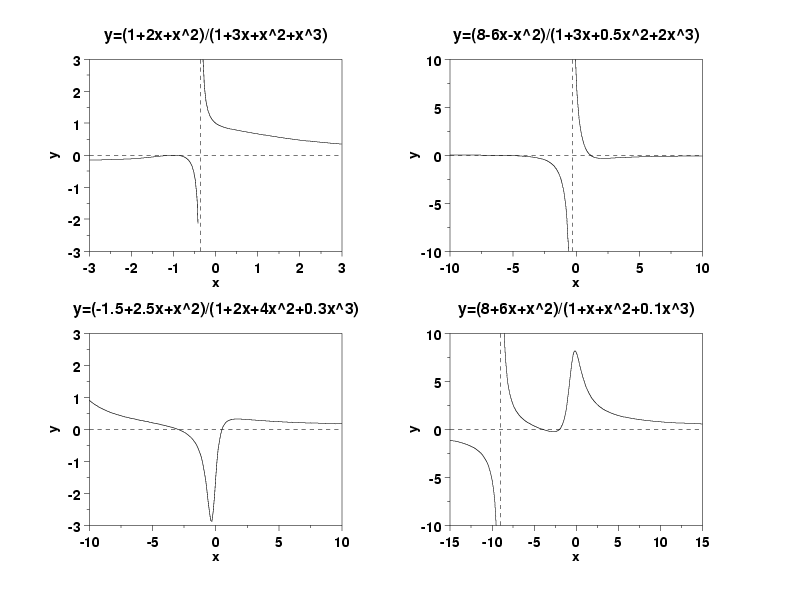 y=(1+2x+x^2)/(1+3x+x^2+x^3)
3
2
1
0
-1
-2
-3
y
-3 -2 -1 0 1 2 3
x
y=(8-6x-x^2)/(1+3x+0.5x^2+2x^3)
10
5
0
-5
-10
y
-10 -5 0 5 10
x
y=(-1.5+2.5x+x^2)/(1+2x+4x^2+0.3x^3)
3
2
1
0
-1
-2
-3
y
-10 -5 0 5 10
x
y=(8+6x+x^2)/(1+x+x^2+0.1x^3)
10
5
0
-5
-10
y
-15 -10 -5 0 5 10 15
x